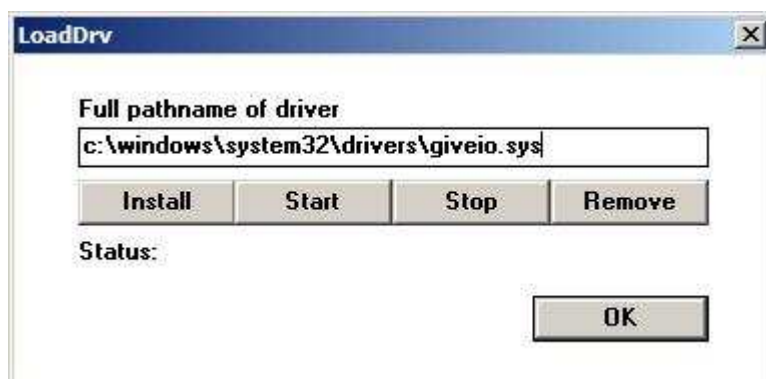 LoadDrv
Full pathname of driver
c:\windows\system32\drivers\giveio.sys
Install Start Stop Remove
Status:
OK